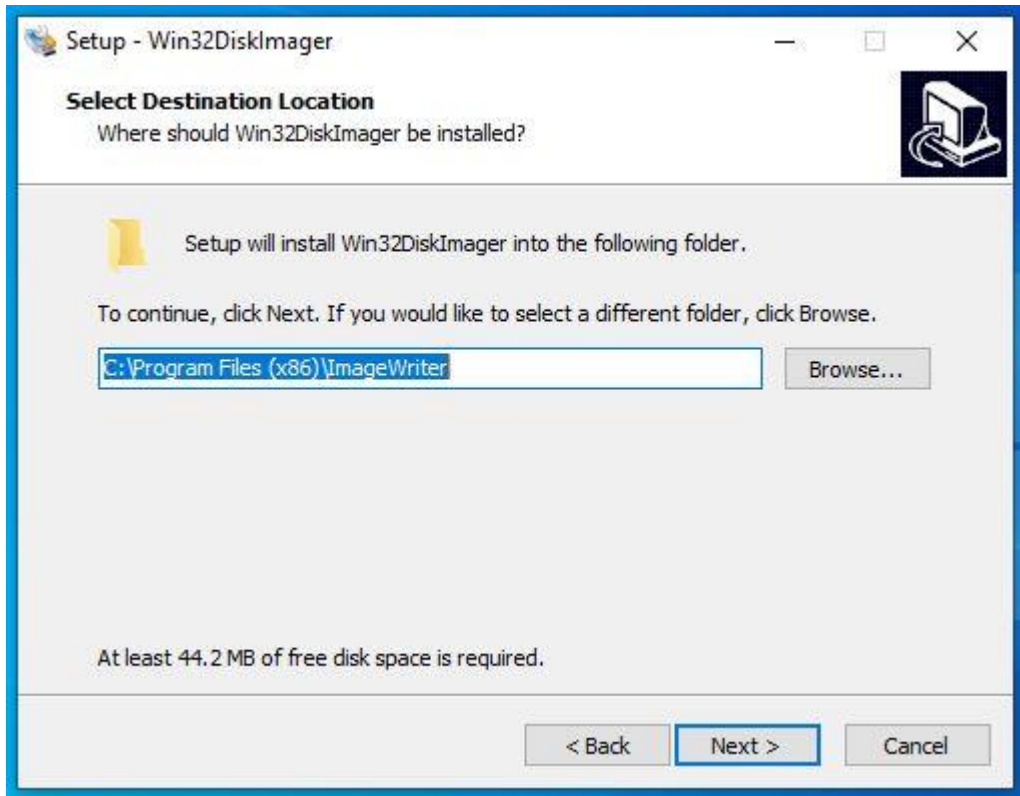 Setup - Win32DiskImager
Select Destination Location
Where should Win32DiskImager be installed?
Setup will install Win32DiskImager into the following folder.
To continue, click Next. If you would like to select a different folder, click Browse.
C:\Program Files (x86)\ImageWriter
Browse...
At least 44.2 MB of free disk space is required.
< Back
Next >
Cancel